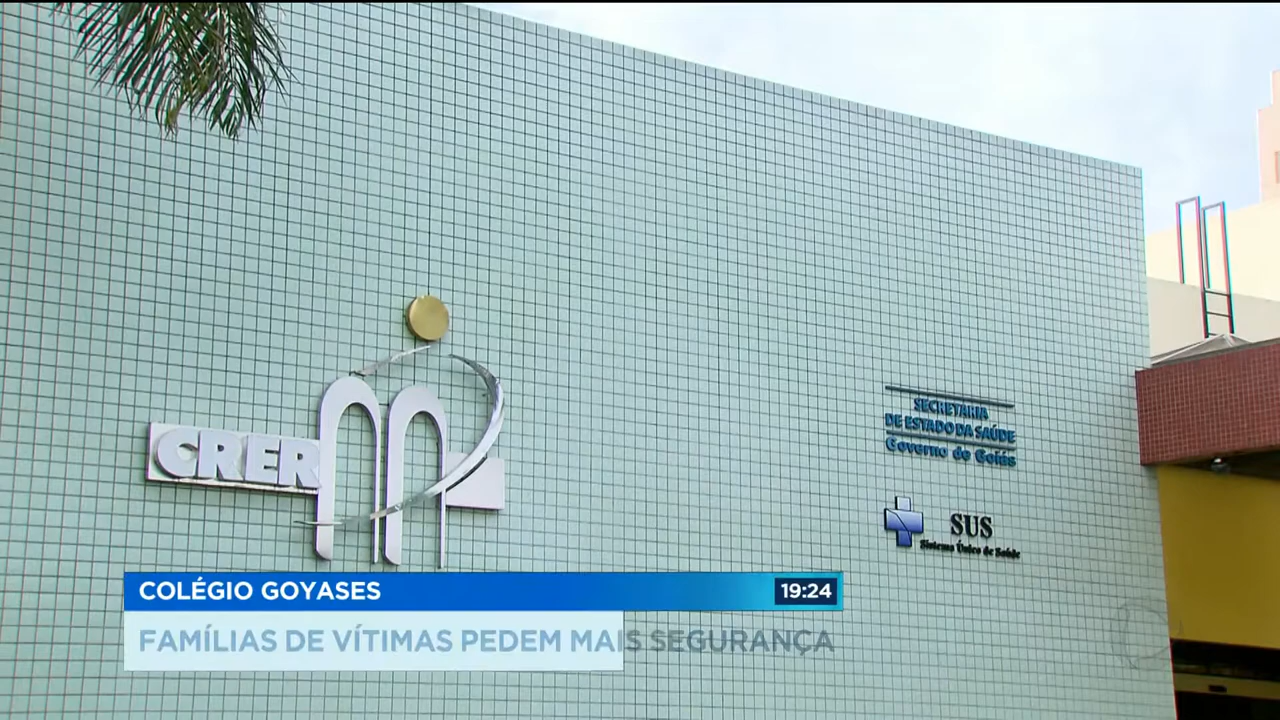 CRER
SECRETARIA
DE ESTADO DA SAÚDE
Governo de Goiás
SUS
Sistema Único de Saúde
COLÉGIO GOYASES
19:24
FAMÍLIAS DE VÍTIMAS PEDEM MAIS SEGURANÇA